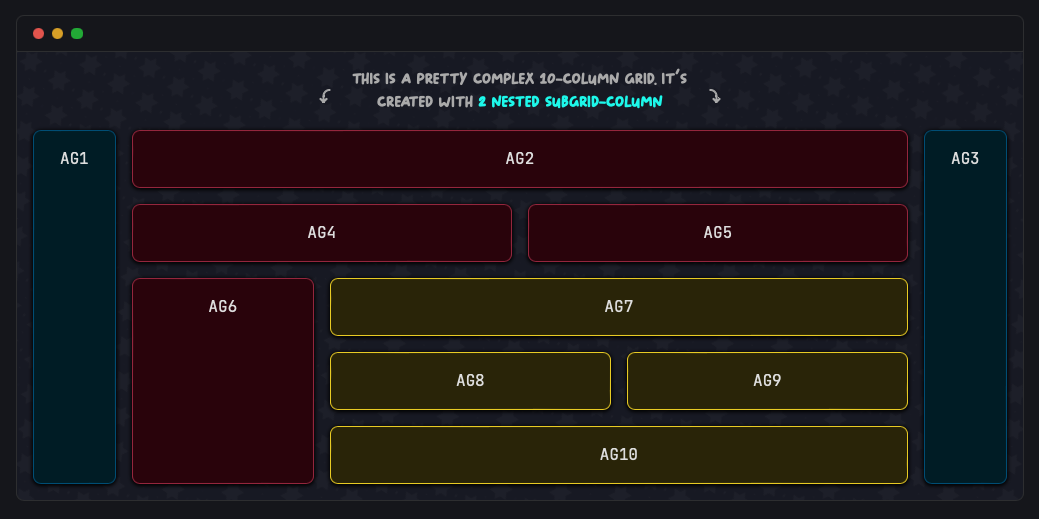 THIS IS A PRETTY COMPLEX 10-COLUMN GRID. IT'S
CREATED WITH 2 NESTED SUBGRID-COLUMN
AG1
AG2
AG3
AG4
AG5
AG6
AG7
AG8
AG9
AG10